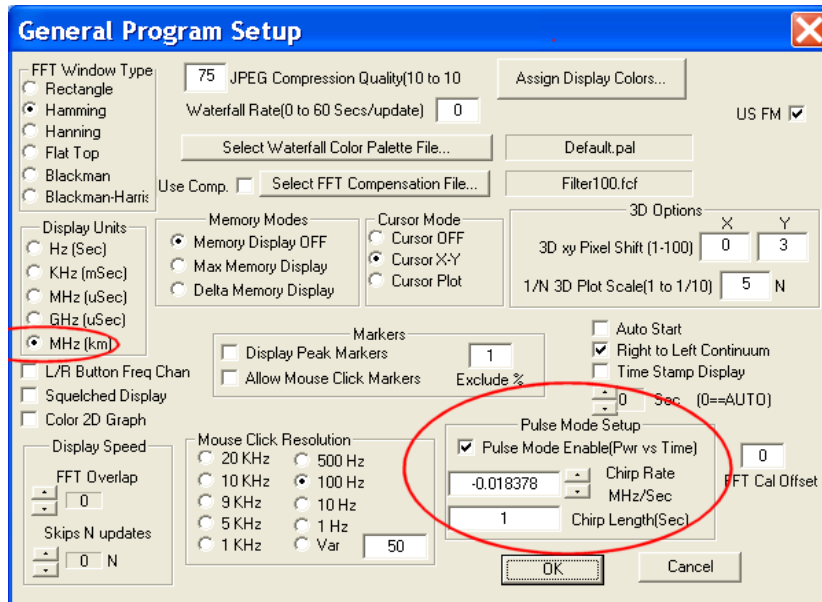 General Program Setup
FFT Window Type
Rectangle
Hamming
Hanning
Flat Top
Blackman
Blackman-Harris
75 JPEG Compression Quality(10 to 10
Assign Display Colors...
Waterfall Rate(0 to 60 Secs/update) 0
US FM
Select Waterfall Color Palette File...
Default.pal
Use Comp.
Select FFT Compensation File...
Filter100.fcf
Display Units
Hz (Sec)
KHz (mSec)
MHz (uSec)
GHz (uSec)
MHz (km)
Memory Modes
Memory Display OFF
Max Memory Display
Delta Memory Display
Cursor Mode
Cursor OFF
Cursor X-Y
Cursor Plot
3D Options
X Y
3D xy Pixel Shift (1-100) 0 3
1/N 3D Plot Scale(1 to 1/10) 5 N
L/R Button Freq Chan
Squelched Display
Color 2D Graph
Markers
Display Peak Markers
Allow Mouse Click Markers
1
Exclude %
Auto Start
Right to Left Continuum
Time Stamp Display
0 Sec (0==AUTO)
Display Speed
FFT Overlap
0
Skips N updates
0 N
Mouse Click Resolution
20 KHz 500 Hz
10 KHz 100 Hz
9 KHz 10 Hz
5 KHz 1 Hz
1 KHz Var 50
Pulse Mode Setup
Pulse Mode Enable(Pwr vs Time)
-0.018378 Chirp Rate
MHz/Sec
1 Chirp Length(Sec)
0
FFT Cal Offset
OK
Cancel